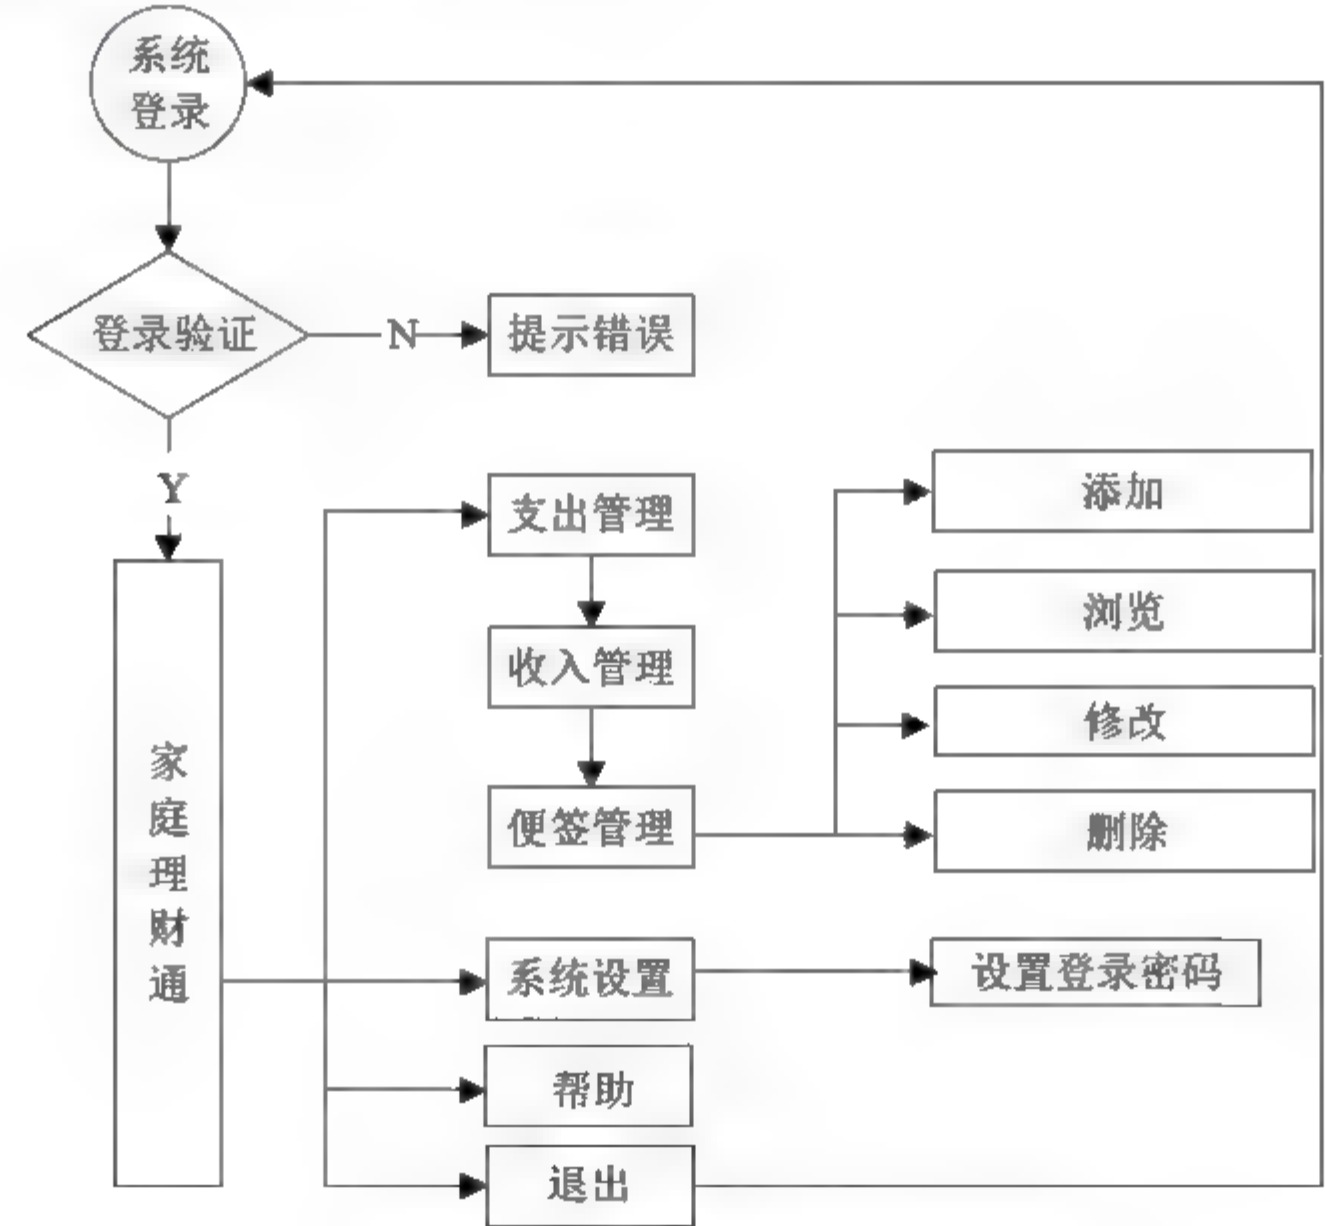 系统
登录
登录验证
N
提示错误
Y
支出管理
添加
浏览
收入管理
修改
便签管理
删除
家
庭
理
财
通
系统设置
设置登录密码
帮助
退出